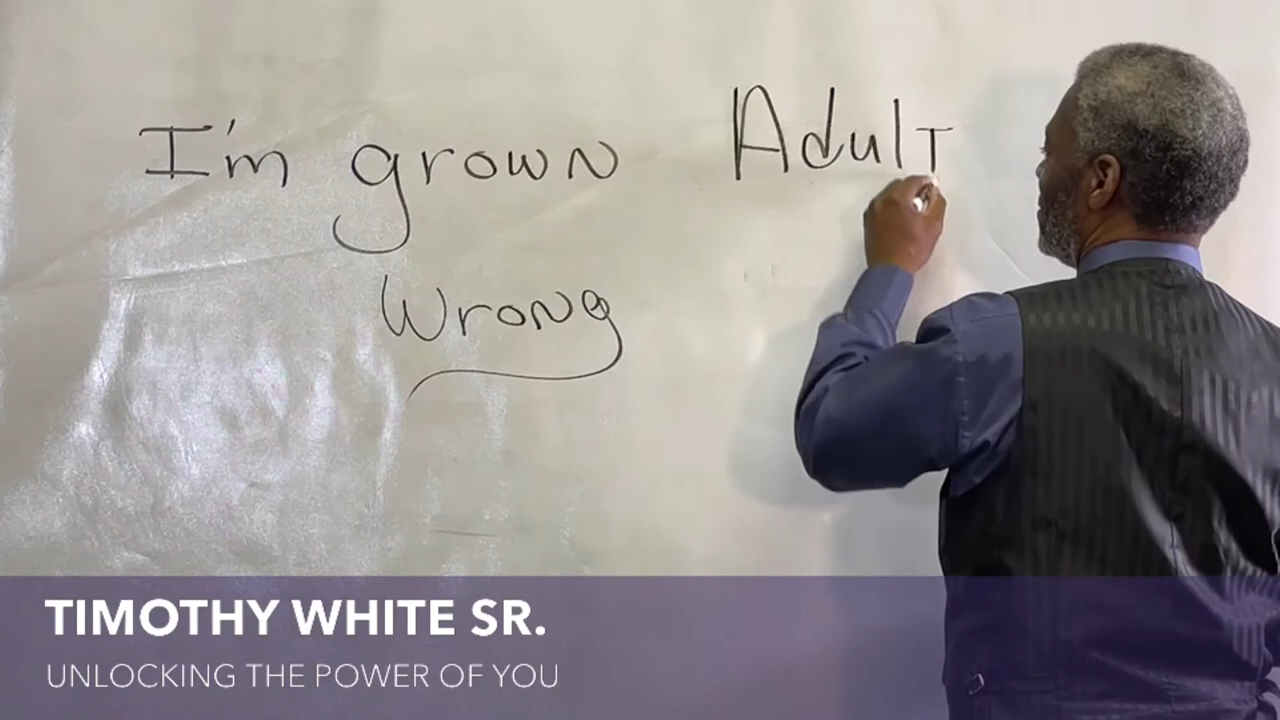 I'm grown AdulT
Wrong
TIMOTHY WHITE SR.
UNLOCKING THE POWER OF YOU